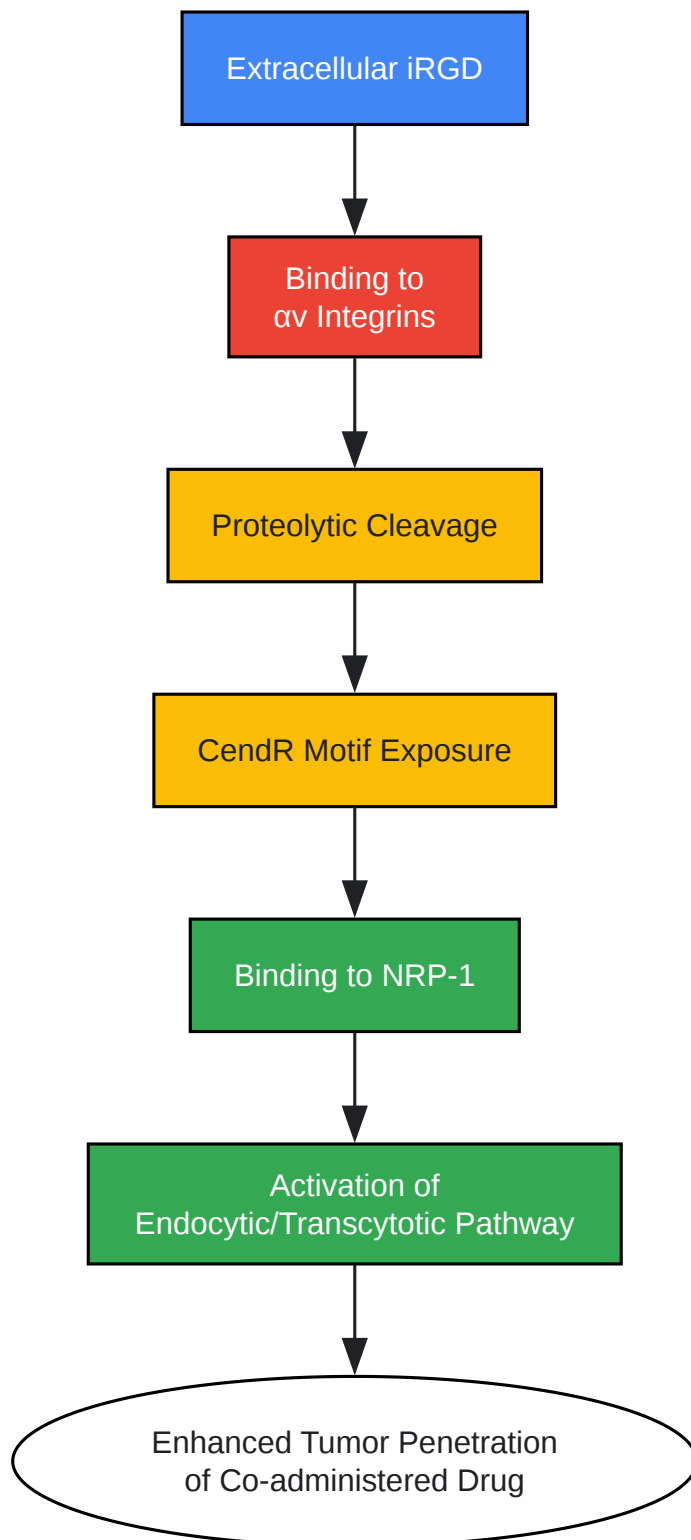 Extracellular iRGD
Binding to
αv Integrins
Proteolytic Cleavage
CendR Motif Exposure
Binding to NRP-1
Activation of
Endocytic/Transcytotic Pathway
Enhanced Tumor Penetration
of Co-administered Drug